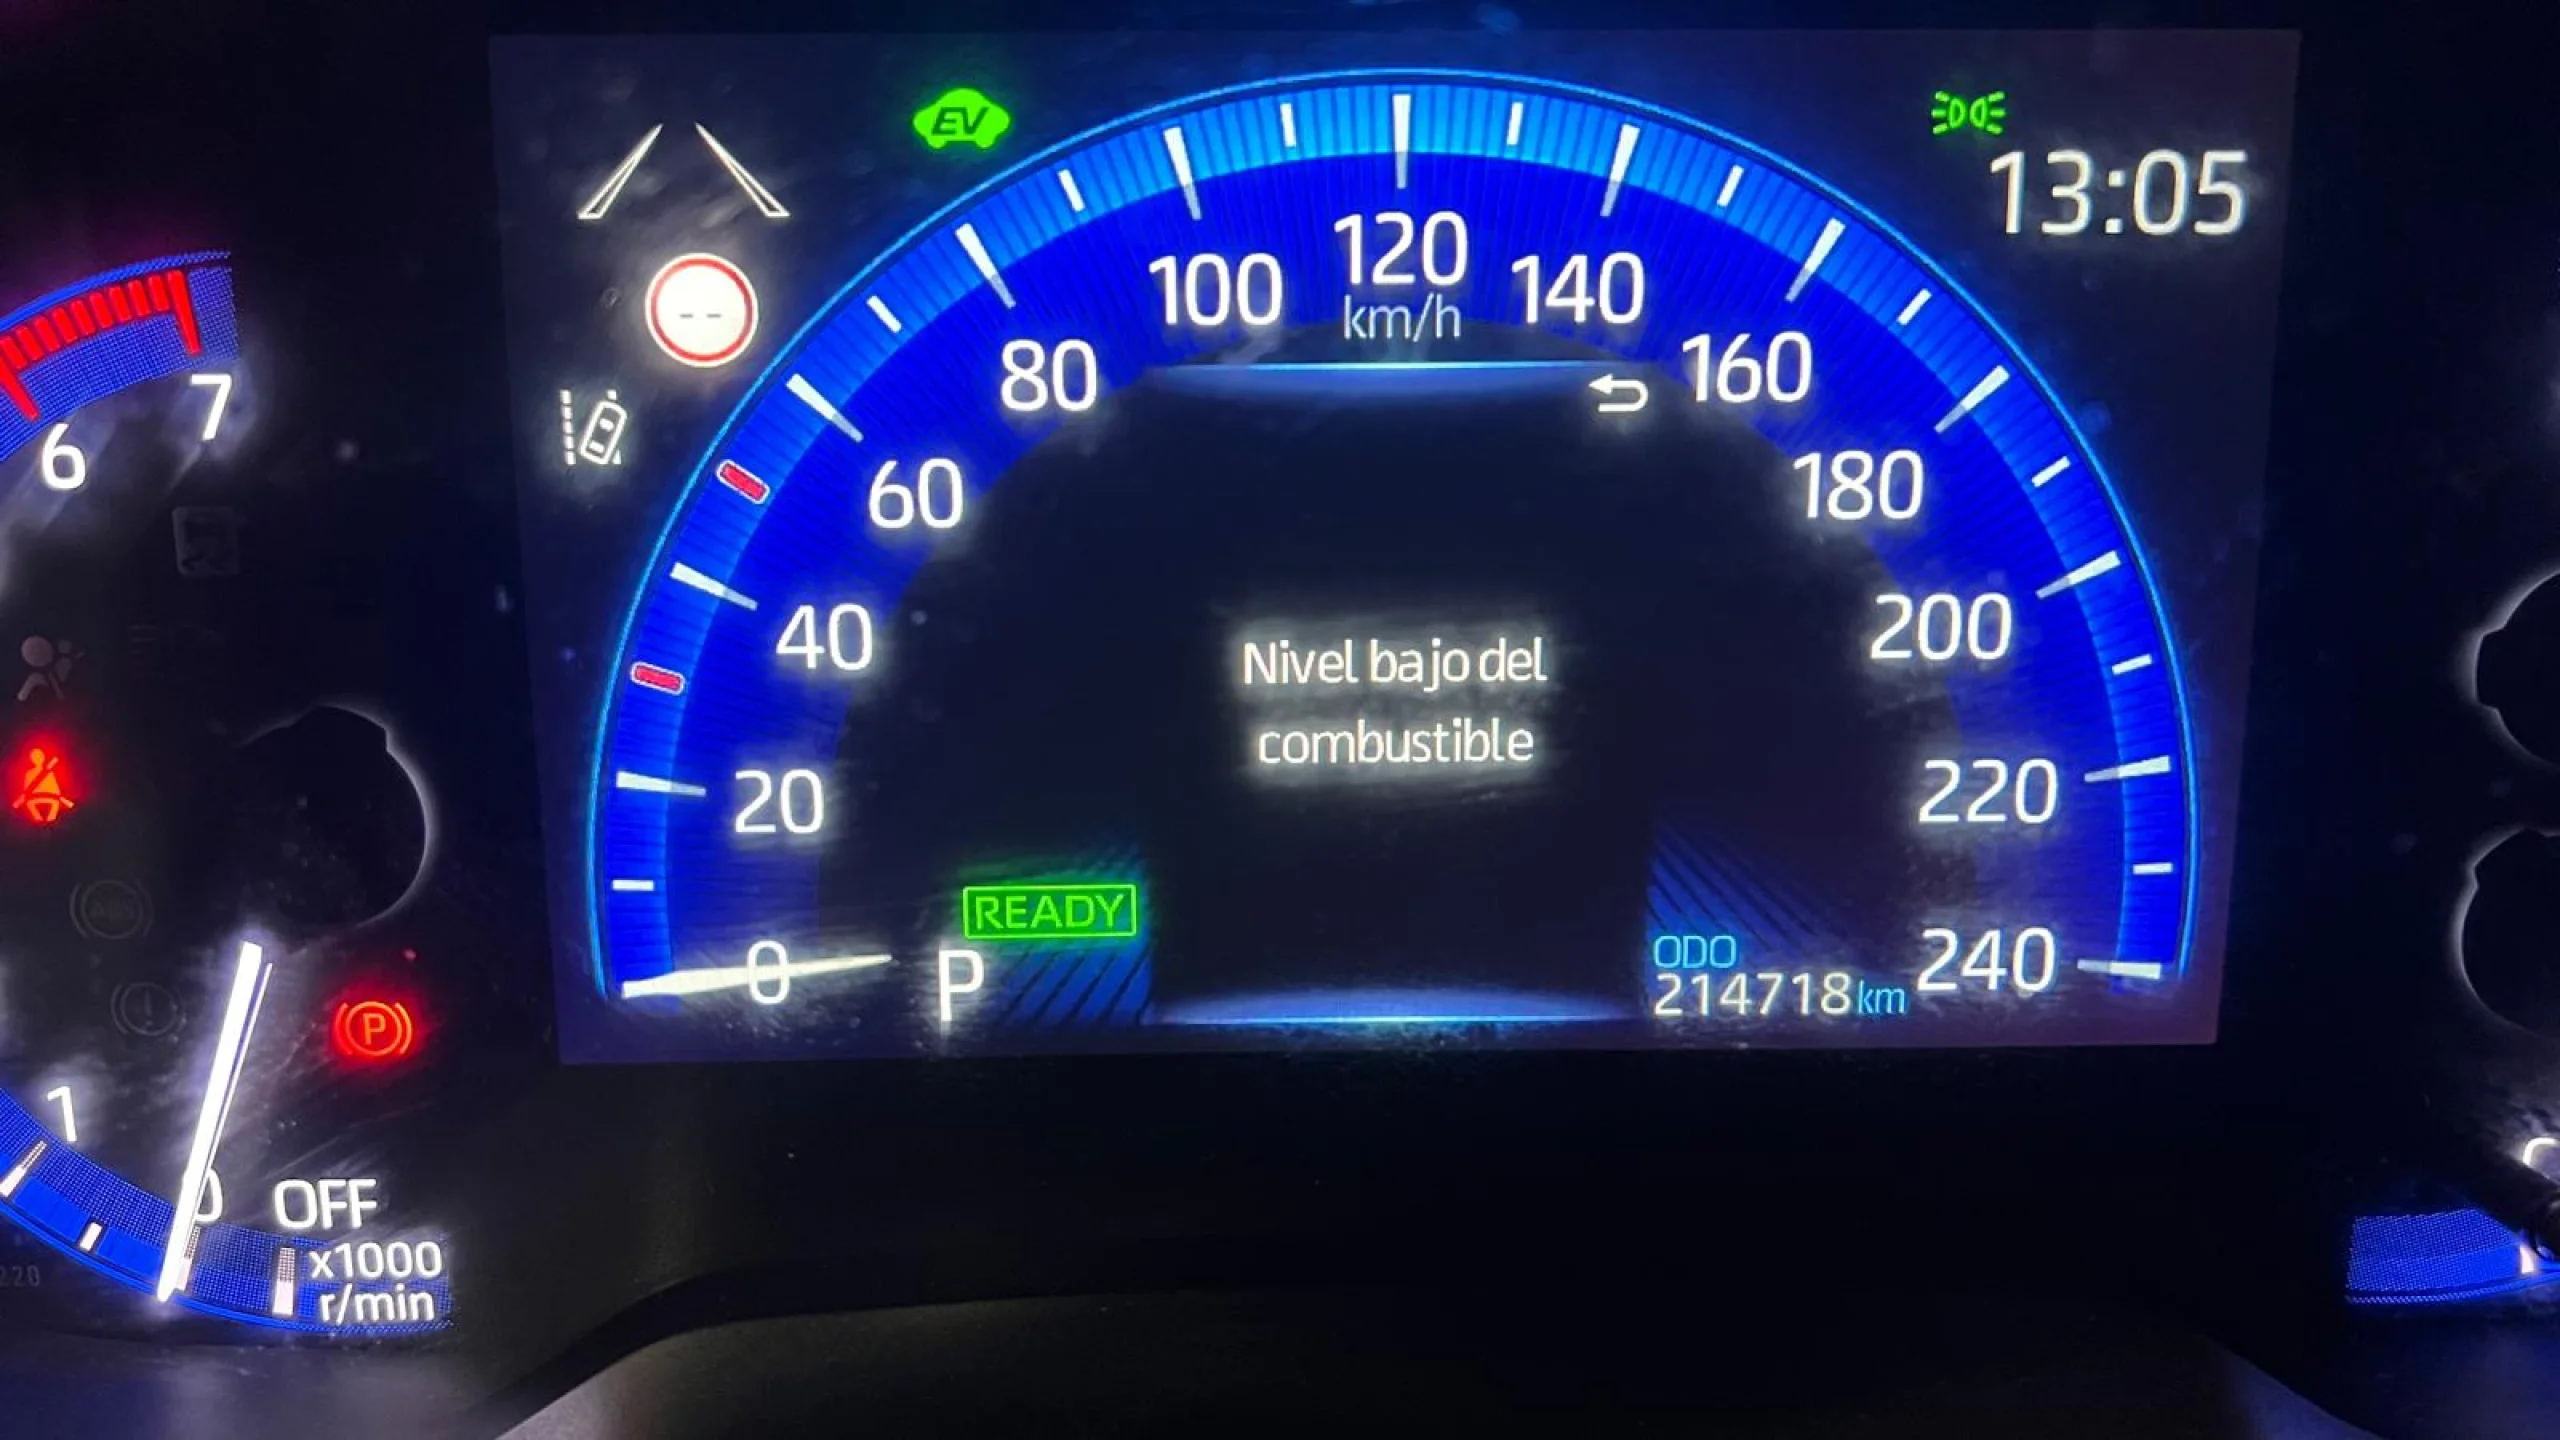 EV
13:05
120
km/h
100
140
80
160
60
180
40
200
20
220
0
240
Nivel bajo del
combustible
READY
P
ODO
214718 km
7
6
P
1
0
OFF
x1000
r/min